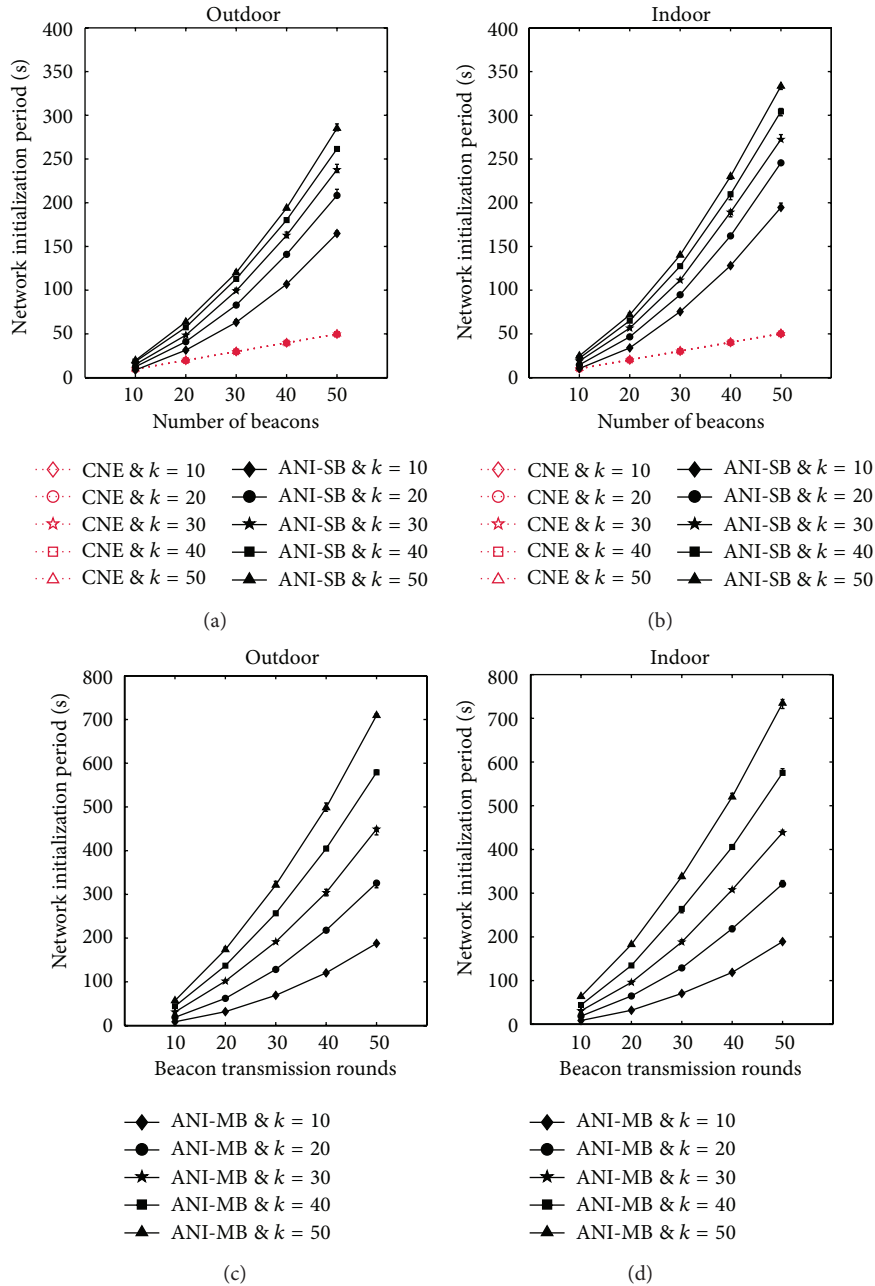 Outdoor
Network initialization period (s)
400
350
300
250
200
150
100
50
0
10 20 30 40 50
Number of beacons
CNE & k = 10
CNE & k = 20
CNE & k = 30
CNE & k = 40
CNE & k = 50
ANI-SB & k = 10
ANI-SB & k = 20
ANI-SB & k = 30
ANI-SB & k = 40
ANI-SB & k = 50
(a)
Indoor
Network initialization period (s)
400
350
300
250
200
150
100
50
0
10 20 30 40 50
Number of beacons
CNE & k = 10
CNE & k = 20
CNE & k = 30
CNE & k = 40
CNE & k = 50
ANI-SB & k = 10
ANI-SB & k = 20
ANI-SB & k = 30
ANI-SB & k = 40
ANI-SB & k = 50
(b)
Outdoor
Network initialization period (s)
800
700
600
500
400
300
200
100
0
10 20 30 40 50
Beacon transmission rounds
ANI-MB & k = 10
ANI-MB & k = 20
ANI-MB & k = 30
ANI-MB & k = 40
ANI-MB & k = 50
(c)
Indoor
Network initialization period (s)
800
700
600
500
400
300
200
100
0
10 20 30 40 50
Beacon transmission rounds
ANI-MB & k = 10
ANI-MB & k = 20
ANI-MB & k = 30
ANI-MB & k = 40
ANI-MB & k = 50
(d)